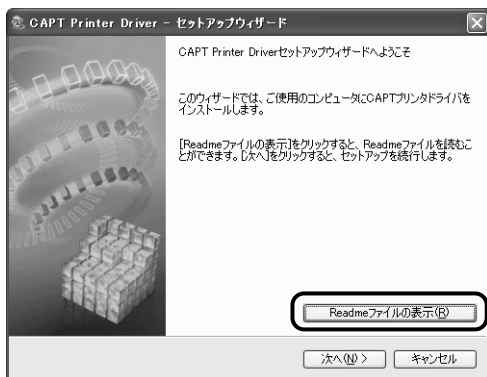 CAPT Printer Driver - セットアップウィザード
CAPT Printer Driverセットアップウィザードへようこそ
このウィザードでは、ご使用のコンピュータにCAPTプリンタドライバを
インストールします。
[Readmeファイルの表示]をクリックすると、Readmeファイルを読むこ
とができます。[次へ]をクリックすると、セットアップを続行します。
Readmeファイルの表示(R)
次へ(N) >
キャンセル